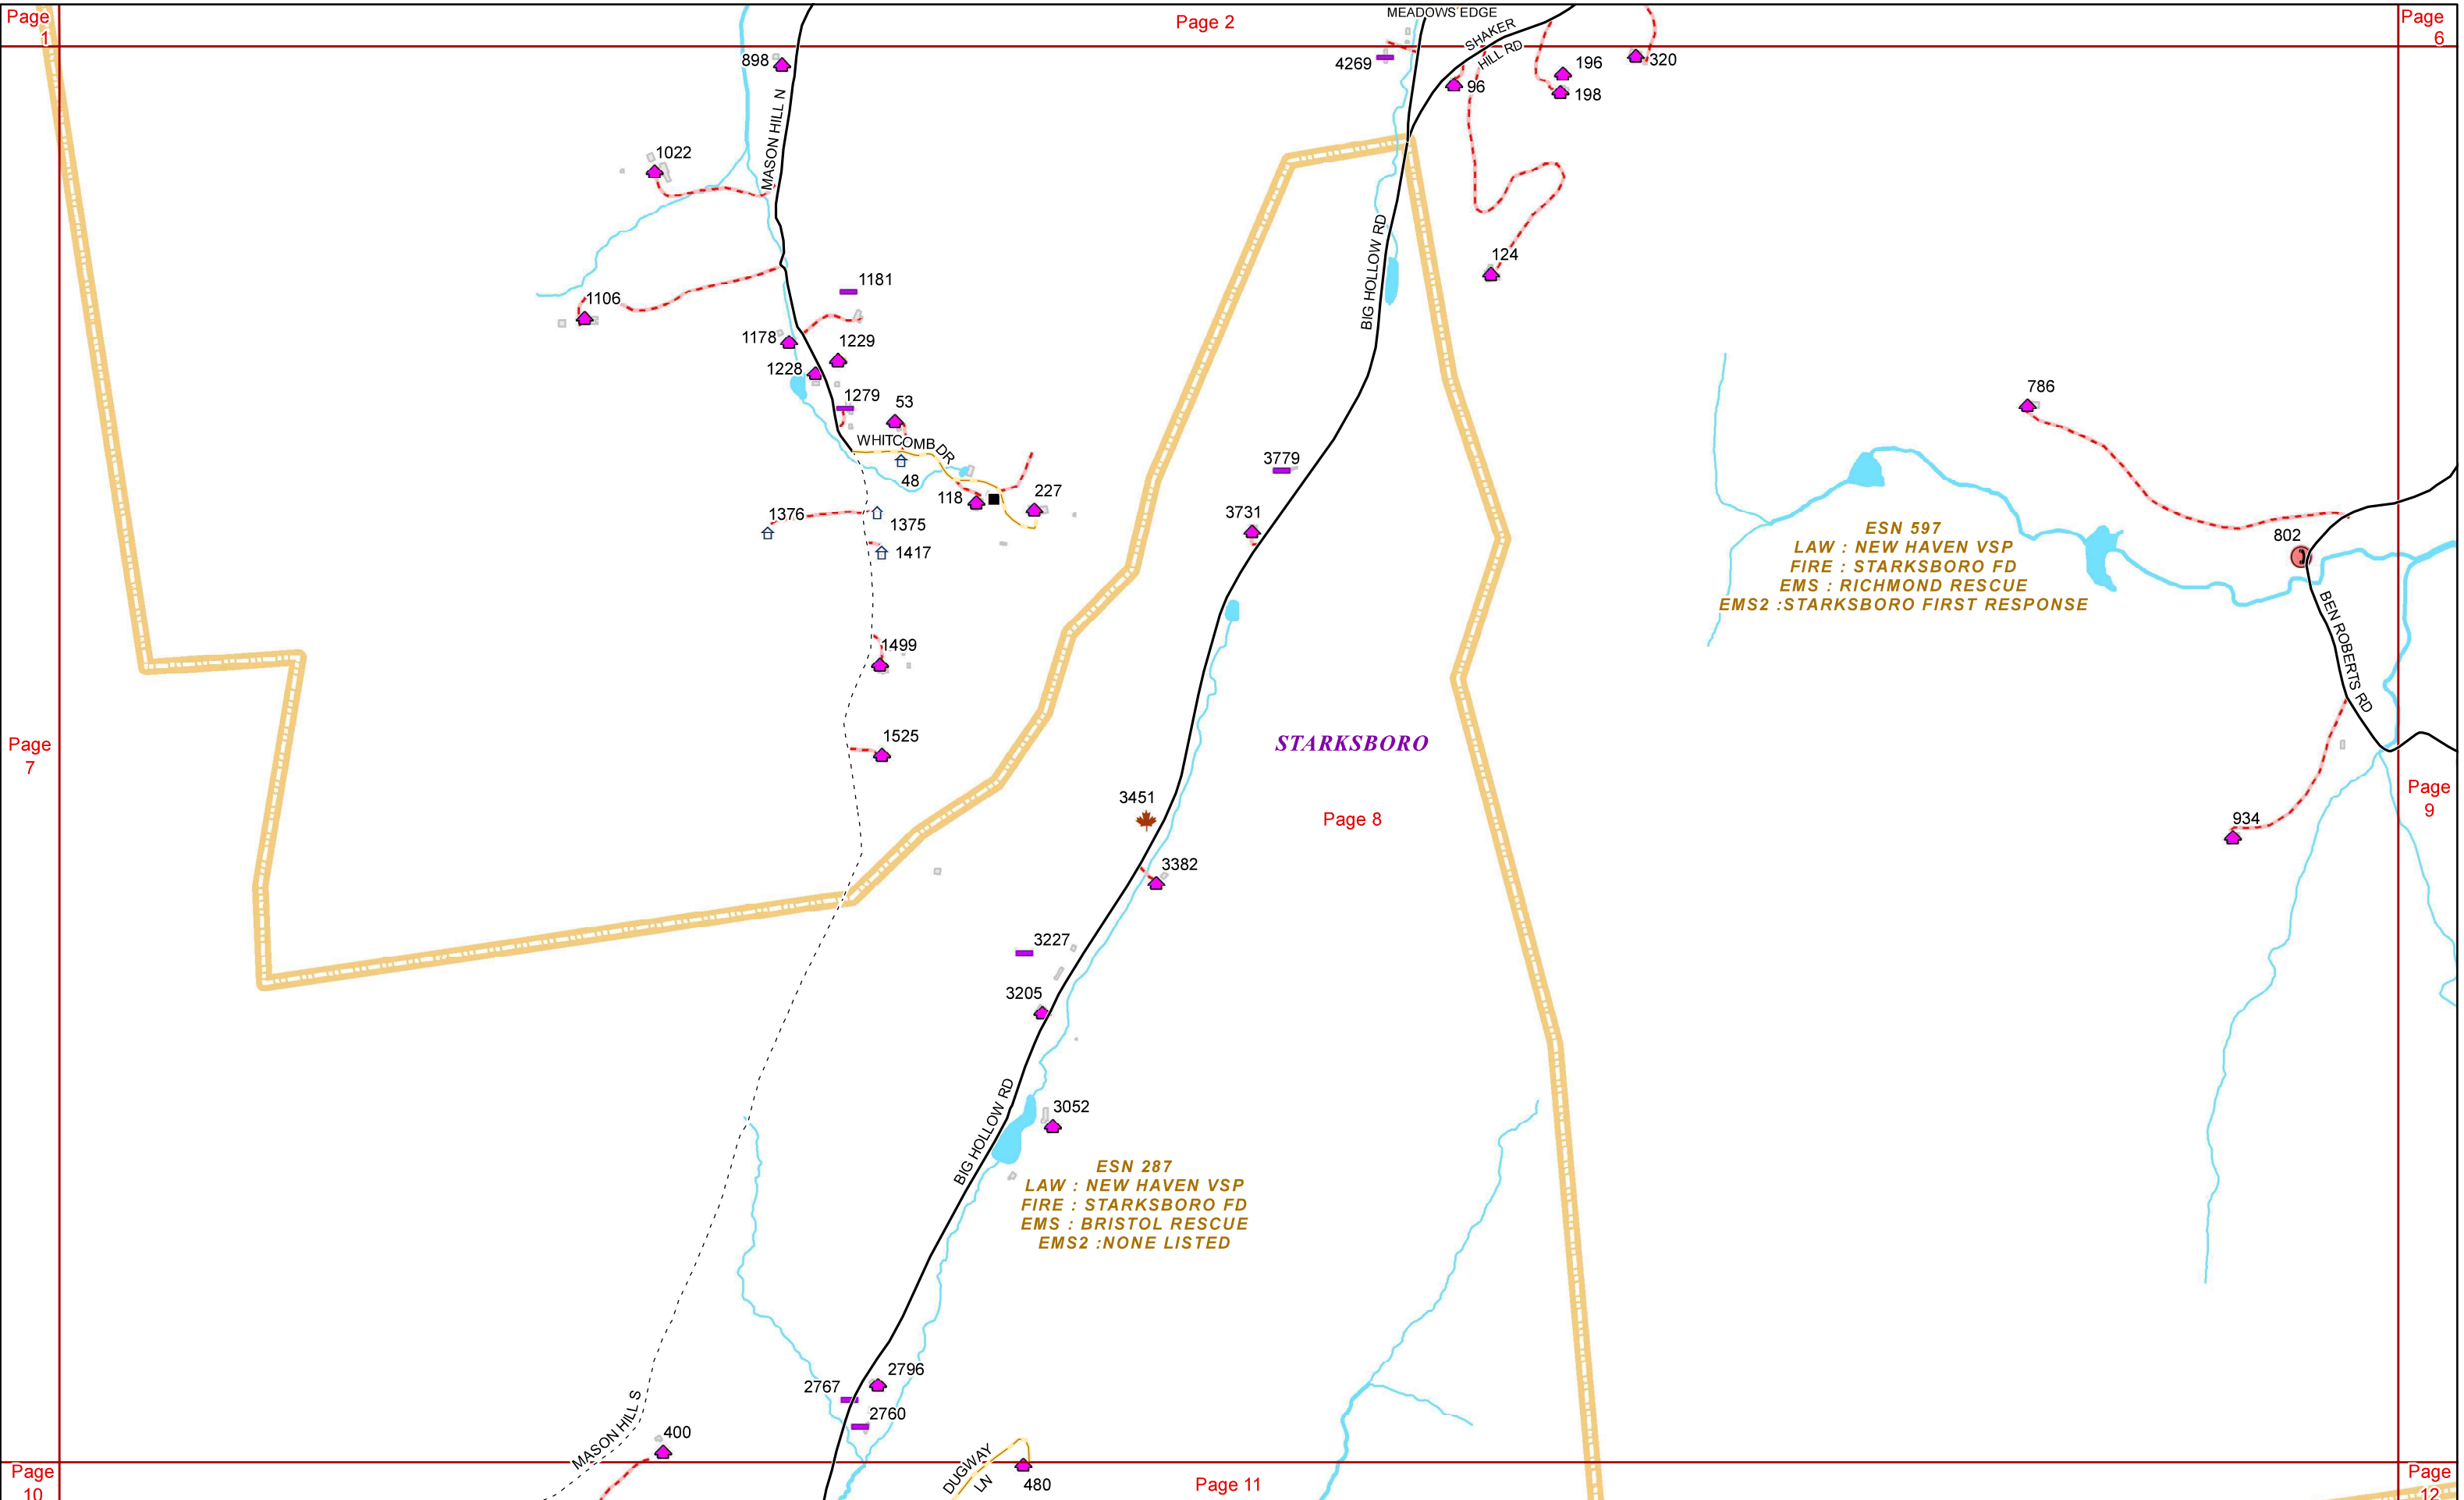 Page
1
Page 2
MEADOWS EDGE
Page
6
SHAKER
HILL RD
898
4269
96
196
198
320
MASON HILL N
1022
124
BIG HOLLOW RD
1106
1181
1178
1229
1228
1279
53
WHITCOMB DR
48
118
227
1376
1375
1417
3779
3731
786
802
ESN 597
LAW : NEW HAVEN VSP
FIRE : STARKSBORO FD
EMS : RICHMOND RESCUE
EMS2 :STARKSBORO FIRST RESPONSE
BEN ROBERTS RD
1499
1525
Page
7
STARKSBORO
Page 8
Page
9
3451
3382
934
3227
3205
3052
BIG HOLLOW RD
ESN 287
LAW : NEW HAVEN VSP
FIRE : STARKSBORO FD
EMS : BRISTOL RESCUE
EMS2 :NONE LISTED
2796
2767
2760
MASON HILL S
400
DUGWAY
LN
480
Page
10
Page 11
Page
12